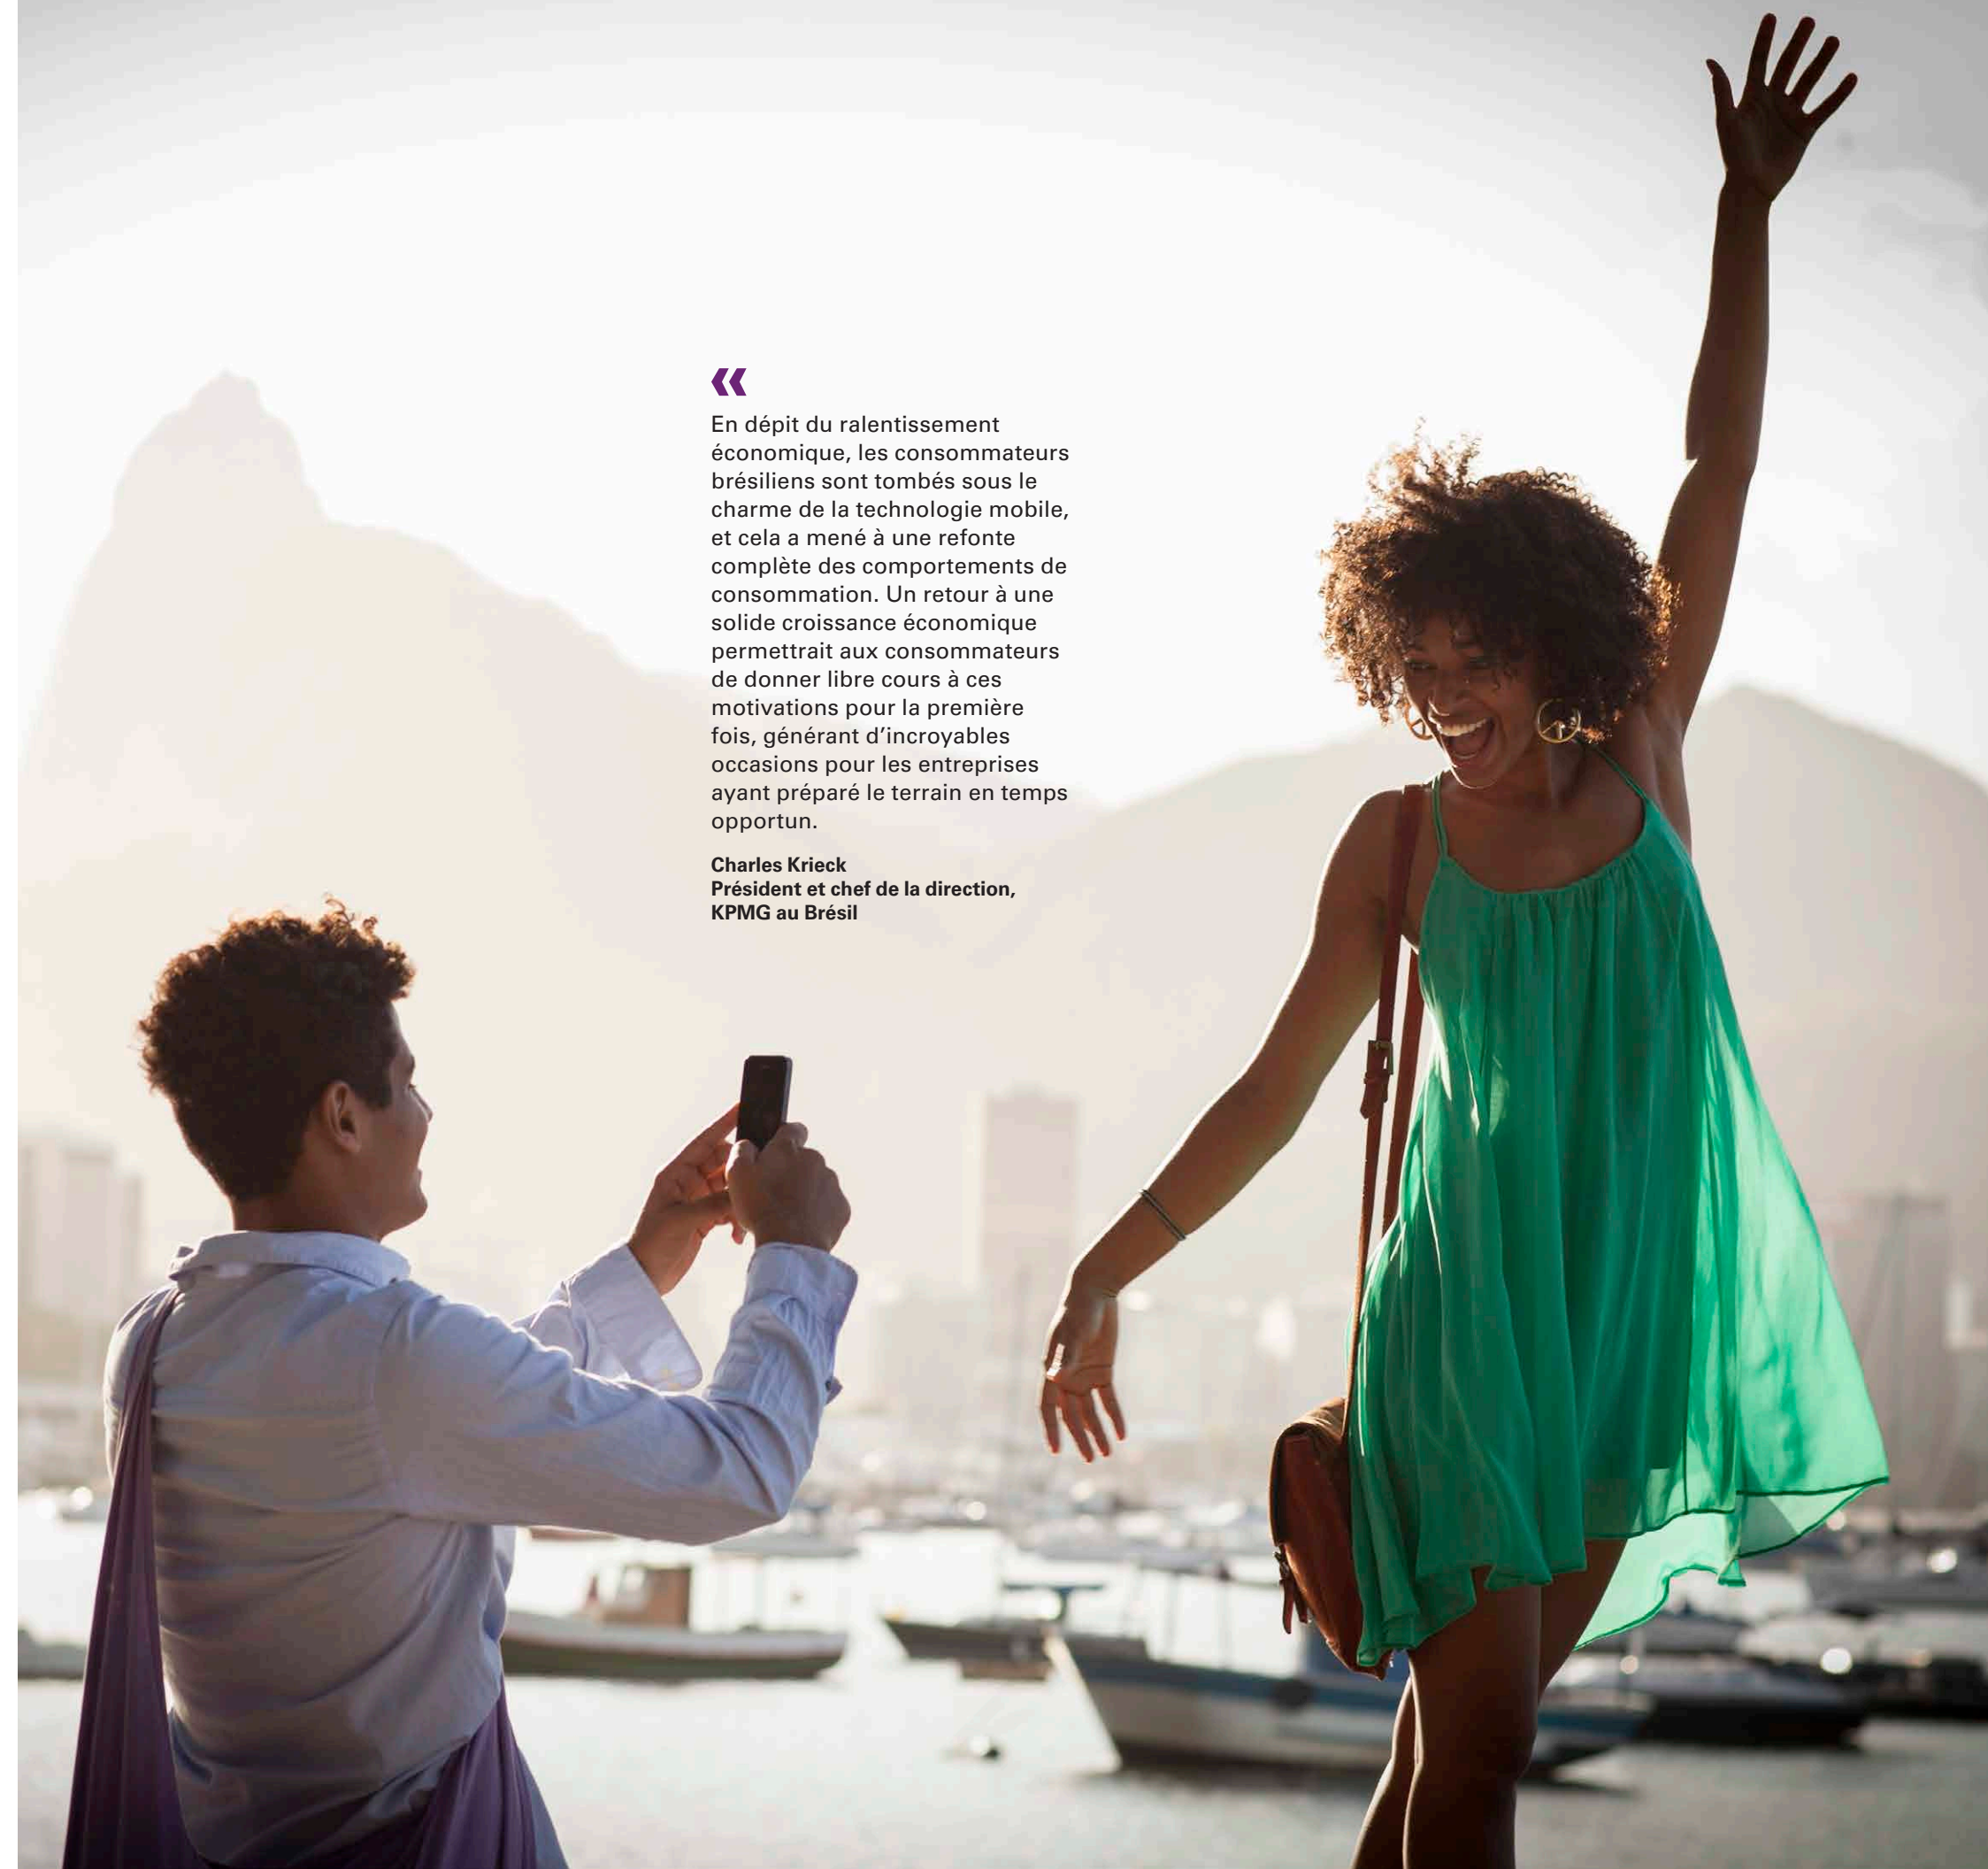 «
En dépit du ralentissement
économique, les consommateurs
brésiliens sont tombés sous le
charme de la technologie mobile,
et cela a mené à une refonte
complète des comportements de
consommation. Un retour à une
solide croissance économique
permettrait aux consommateurs
de donner libre cours à ces
motivations pour la première
fois, générant d’incroyables
occasions pour les entreprises
ayant préparé le terrain en temps
opportun.
Charles Krieck
Président et chef de la direction,
KPMG au Brésil